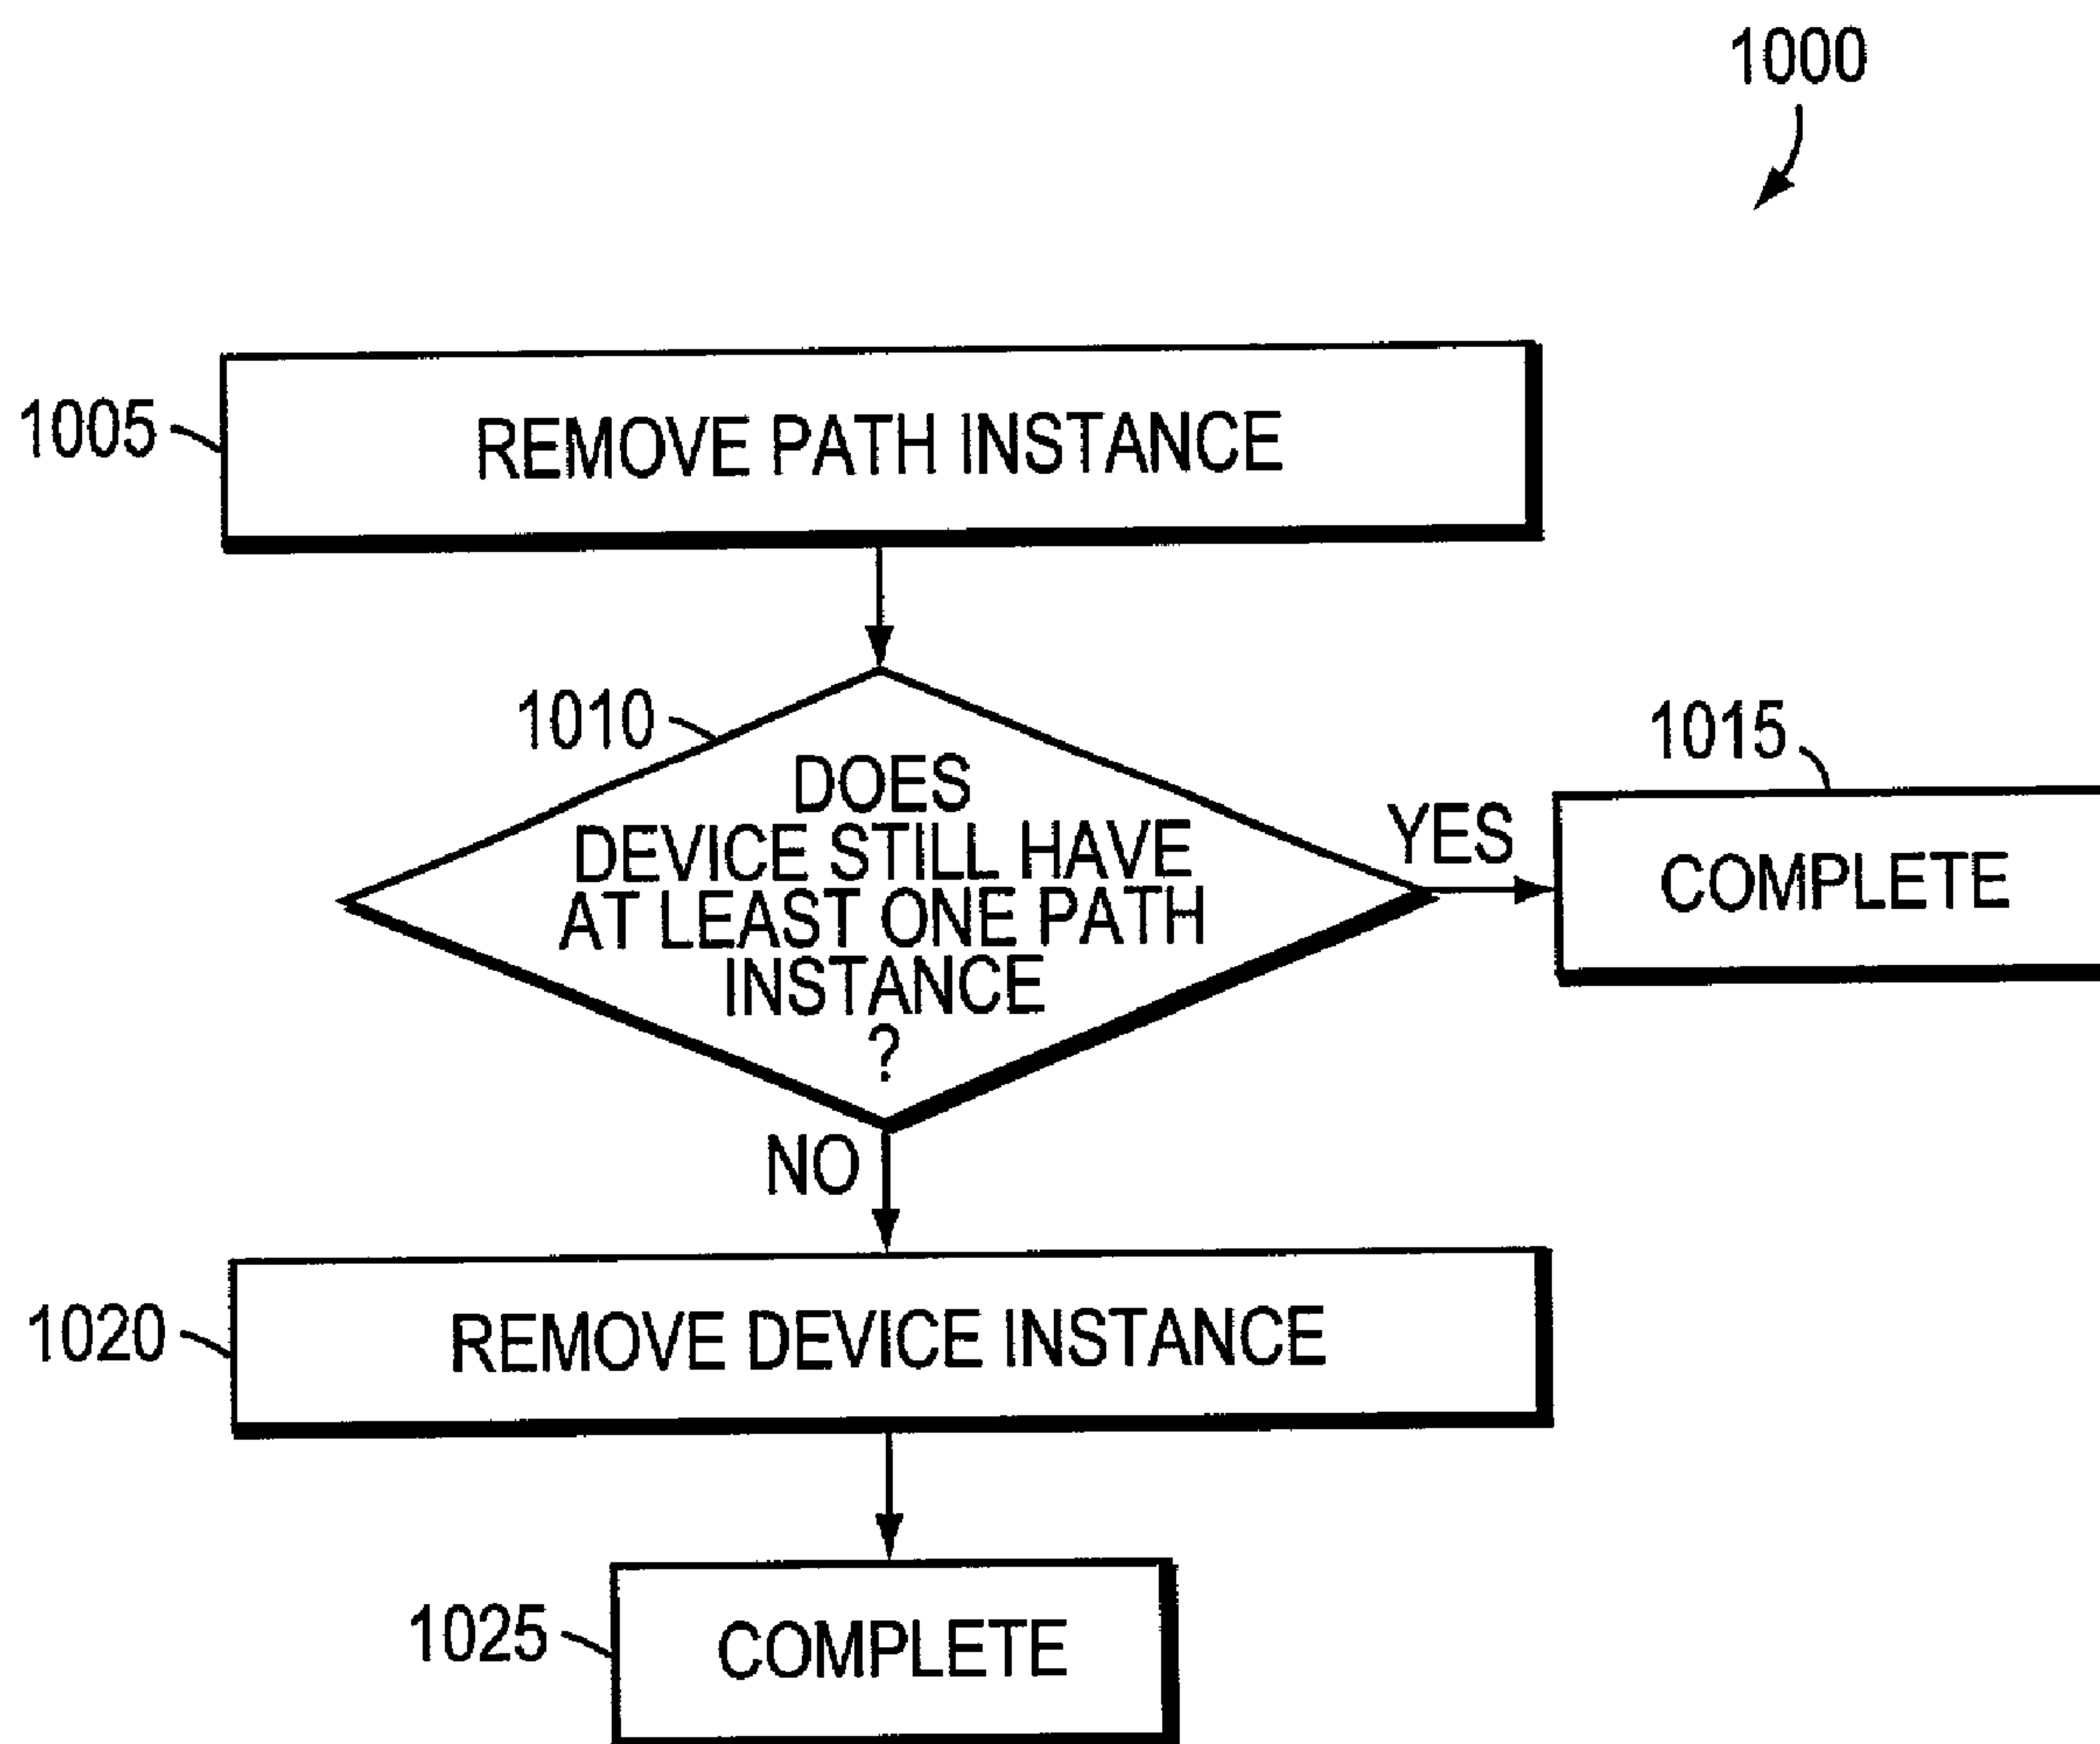 1000
1005
REMOVE PATH INSTANCE
1010
DOES
DEVICE STILL HAVE
AT LEAST ONE PATH
INSTANCE
?
YES
1015
COMPLETE
NO
1020
REMOVE DEVICE INSTANCE
1025
COMPLETE